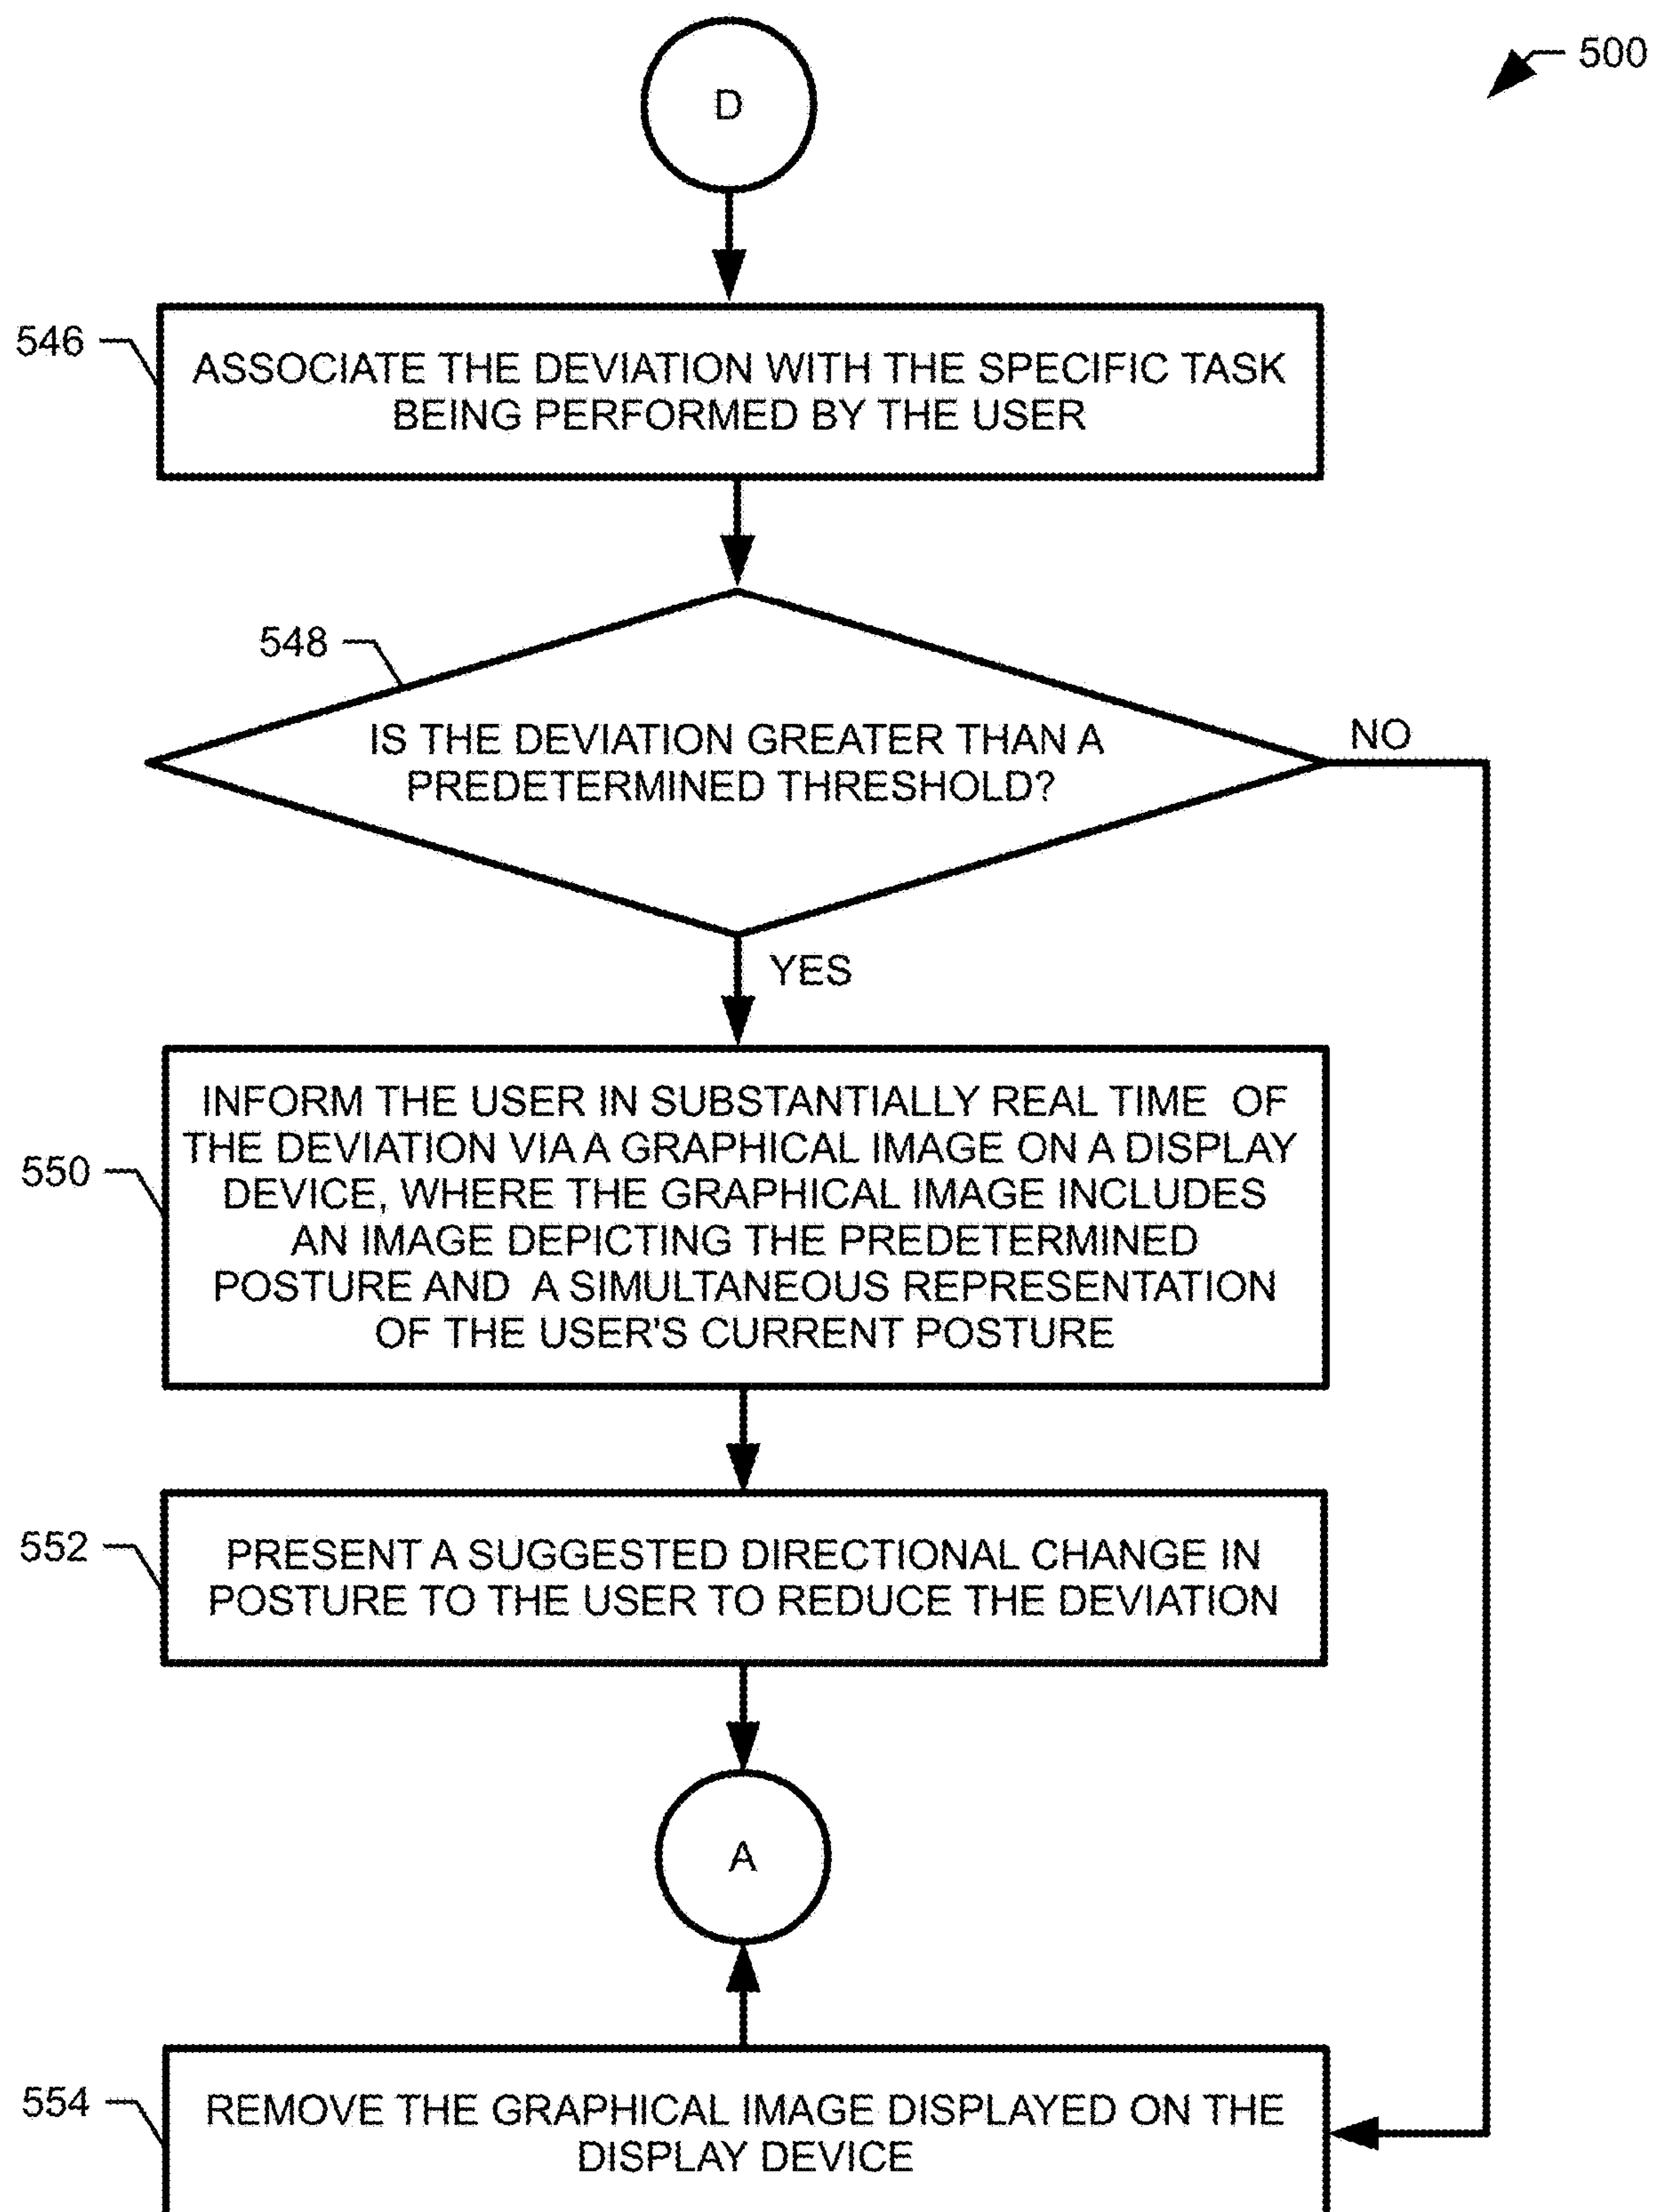 500
D
546
ASSOCIATE THE DEVIATION WITH THE SPECIFIC TASK
BEING PERFORMED BY THE USER
548
IS THE DEVIATION GREATER THAN A
PREDETERMINED THRESHOLD?
NO
YES
550
INFORM THE USER IN SUBSTANTIALLY REAL TIME OF
THE DEVIATION VIA A GRAPHICAL IMAGE ON A DISPLAY
DEVICE, WHERE THE GRAPHICAL IMAGE INCLUDES
AN IMAGE DEPICTING THE PREDETERMINED
POSTURE AND A SIMULTANEOUS REPRESENTATION
OF THE USER'S CURRENT POSTURE
552
PRESENT A SUGGESTED DIRECTIONAL CHANGE IN
POSTURE TO THE USER TO REDUCE THE DEVIATION
A
554
REMOVE THE GRAPHICAL IMAGE DISPLAYED ON THE
DISPLAY DEVICE